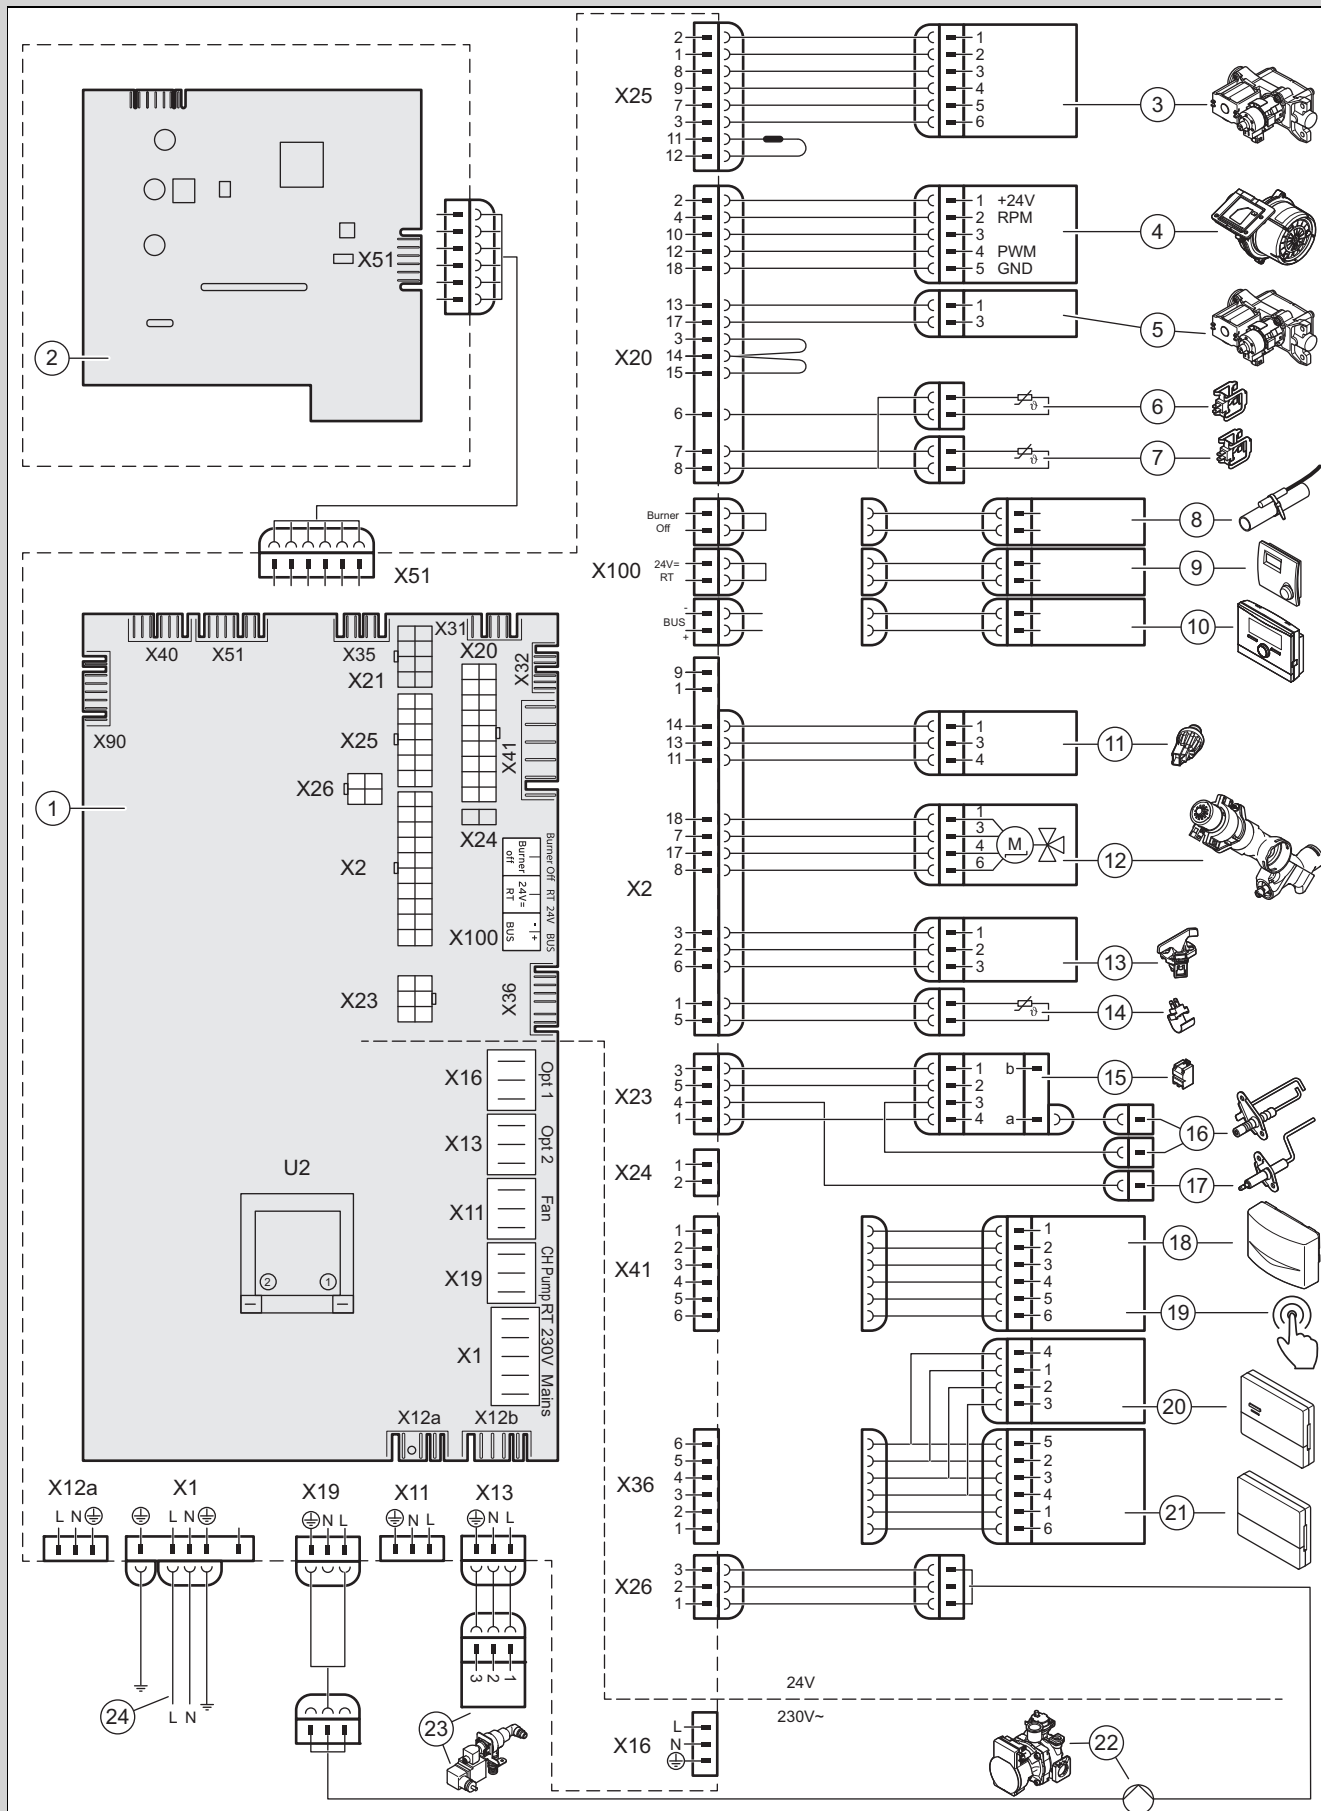 X25
2
1
8
9
7
3
11
12
1
2
3
4
5
6
3
X51
2
X20
2
4
10
12
18
13
17
3
14
15
6
7
8
1 +24V
2 RPM
3
4 PWM
5 GND
4
1
3
5
ϑ
6
ϑ
7
X51
X100
Burner
Off
24V=
RT
-
BUS
+
8
9
10
X40
X51
X35
X31
X20
X32
X21
X90
X25
X41
X26
1
X24
X2
Burner
off
24V=
RT
BUS
- +
Burner Off
RT 24V
BUS
X100
X23
X36
X16
Opt 1
X13
Opt 2
X11
Fan
X19
CH Pump
X1
RT 230V
Mains
U2
2
1
X12a
X12b
X2
9
1
14
13
11
18
7
17
8
3
2
6
1
5
1
3
4
11
1
3
4
6
M
12
1
2
3
13
ϑ
14
X23
3
5
4
1
1
2
3
4
b
a
15
16
17
X24
1
2
X41
1
2
3
4
5
6
1
2
3
4
5
6
18
19
4
1
2
3
20
X36
6
5
4
3
2
1
5
2
3
4
1
6
21
X26
3
2
1
X12a
L N
X1
L N
X19
N L
X11
N L
X13
N L
24
L N
3 2 1
23
24V
230V~
X16
L
N
22